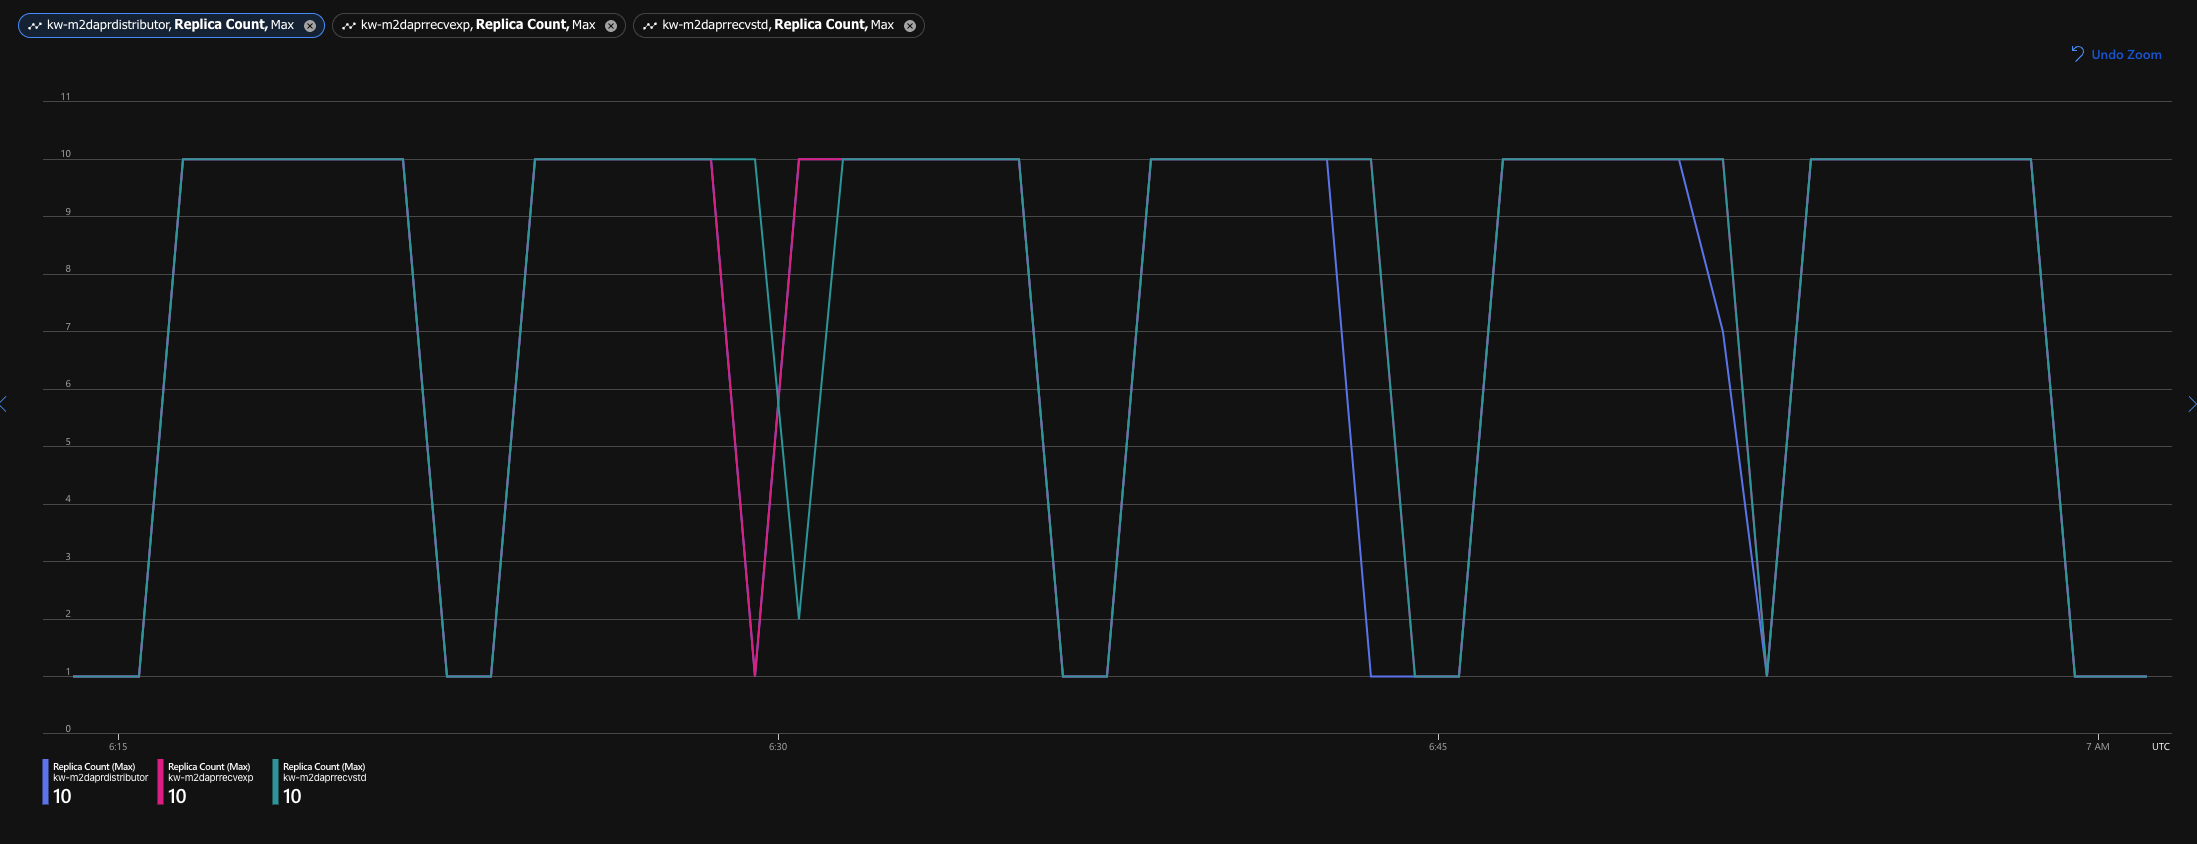 kw-m2daprdistributor, Replica Count, Max
kw-m2daprrecvexp, Replica Count, Max
kw-m2daprrecvstd, Replica Count, Max
Undo Zoom
11
10
9
8
7
6
5
4
3
2
1
0
6:15
6:30
6:45
7 AM
UTC
Replica Count (Max)
kw-m2daprdistributor
10
Replica Count (Max)
kw-m2daprrecvexp
10
Replica Count (Max)
kw-m2daprrecvstd
10